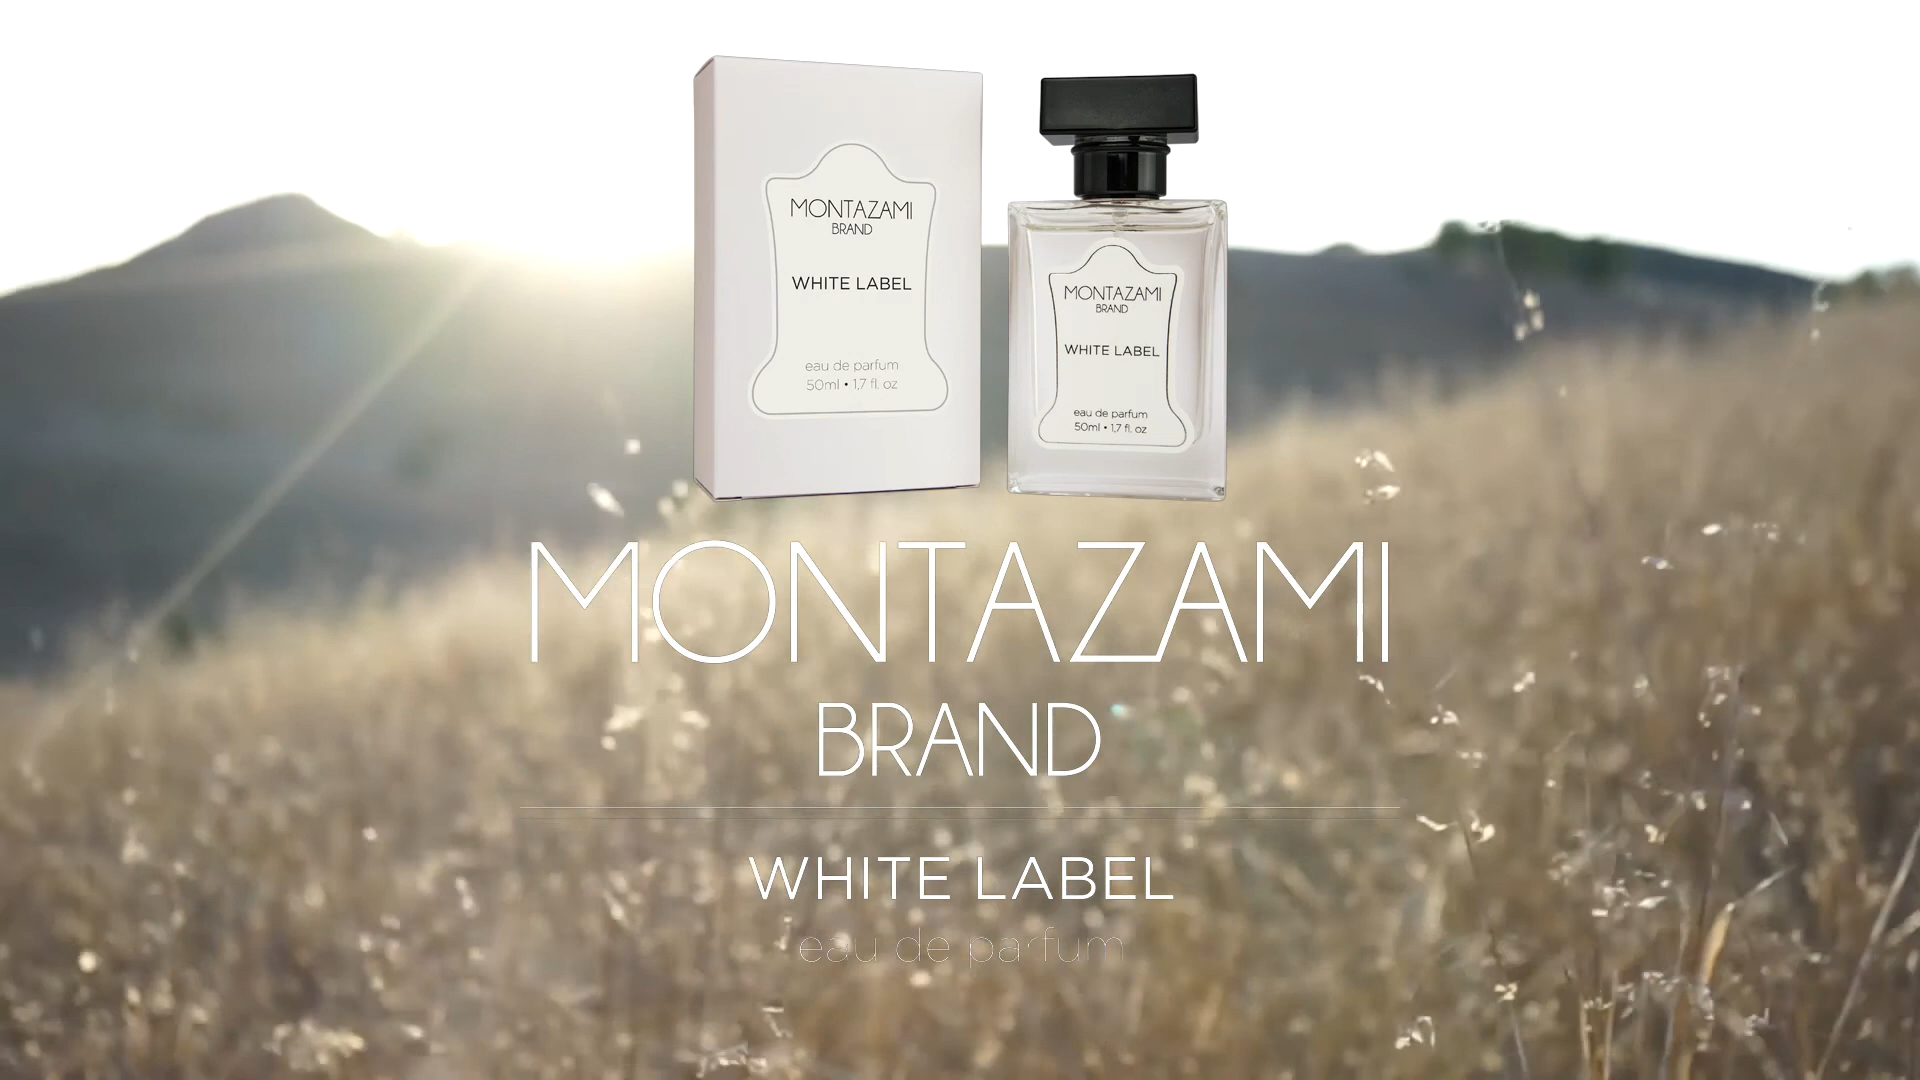 MONTAZAMI
BRAND
WHITE LABEL
eau de parfum
50ml • 1,7 fl. oz
MONTAZAMI
BRAND
WHITE LABEL
eau de parfum
50ml • 1,7 fl. oz
MONTAZAMI
BRAND
WHITE LABEL
eau de parfum